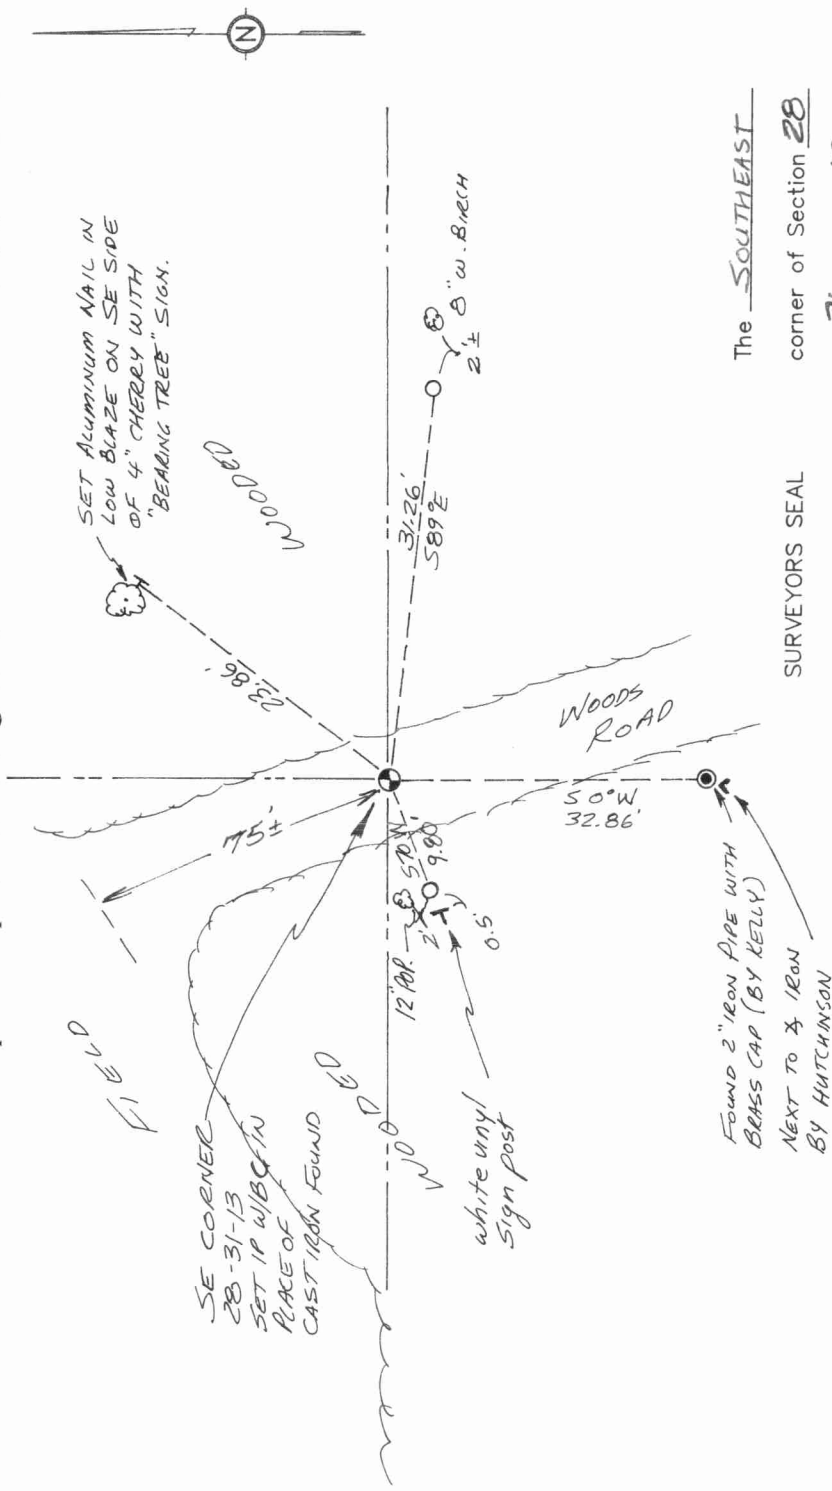 N
SET ALUMINUM NAIL IN
LOW BLAZE ON SE SIDE
OF 4" CHERRY WITH
"BEARING TREE" SIGN.
WOODED
23.86'
FIELD
75'±
SE CORNER
28-31-13
SET IP W/BC IN
PLACE OF
CAST IRON FOUND
WOODED
12" POP.
2'
S70°W
9.80'
0.5'
white vinyl
sign post
31.26'
S89°E
2'±
8" W. BIRCH
WOODS
ROAD
S0°W
32.86'
FOUND 2" IRON PIPE WITH
BRASS CAP (BY KELLY)
NEXT TO IRON
BY HUTCHINSON
SURVEYORS SEAL
The SOUTHEAST
corner of Section 28